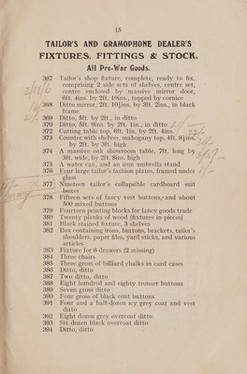 15
TAILOR'S AND GRAMOPHONE DEALER'S
FIXTURES, FITTINGS & STOCK.
All Pre-War Goods.
367 Tailor's shop fixture, complete, ready to fix,
comprising 2 side sets of shelves, centre set,
centre enclosed by massive mirror door,
6ft. 4ins. by 2ft. 10ins., topped by cornice
368 Ditto mirror, 2ft. 10½ins. by 3ft. 2ins., in black
frame
369 Ditto, 5ft. by 2ft., in ditto
370 Ditto, 5ft. 9in. by 2ft. 1in., in ditto
372 Cutting table top, 6ft. 1in. by 2ft. 4ins.
373 Counter with shelves, mahogany top, 4ft. 8½ins.
by 2ft. by 3ft. high
374 A massive oak showroom table, 7ft. long by
3ft. wide, by 2ft. 8ins. high
375 A water can, and an iron umbrella stand
376 Four large tailor's fashion plates, framed under
glass
377 Nineteen tailor's collapsible cardboard suit
boxes
378 Fifteen sets of fancy vest buttons, and about
500 mixed buttons
379 Fourteen printing blocks for fancy goods trade
380 Twenty planks of wood (fixtures in pieces)
381 Black stained fixture, 3 shelves
382 Box containing irons, buttons, brackets, tailor's
shoulders, paper files, yard sticks, and various
articles
383 Fixture for 8 drawers (2 missing)
384 Three chairs
385 Three gross of billiard chalks in card cases
386 Ditto, ditto
387 Two ditto, ditto
388 Eight hundred and eighty trouser buttons
389 Seven gross ditto
390 Four gross of black coat buttons
391 Four and a half-dozen icy grey coat and vest
ditto
392 Eight dozen grey overcoat ditto
393 Six dozen black overcoat ditto
394 Ditto, ditto